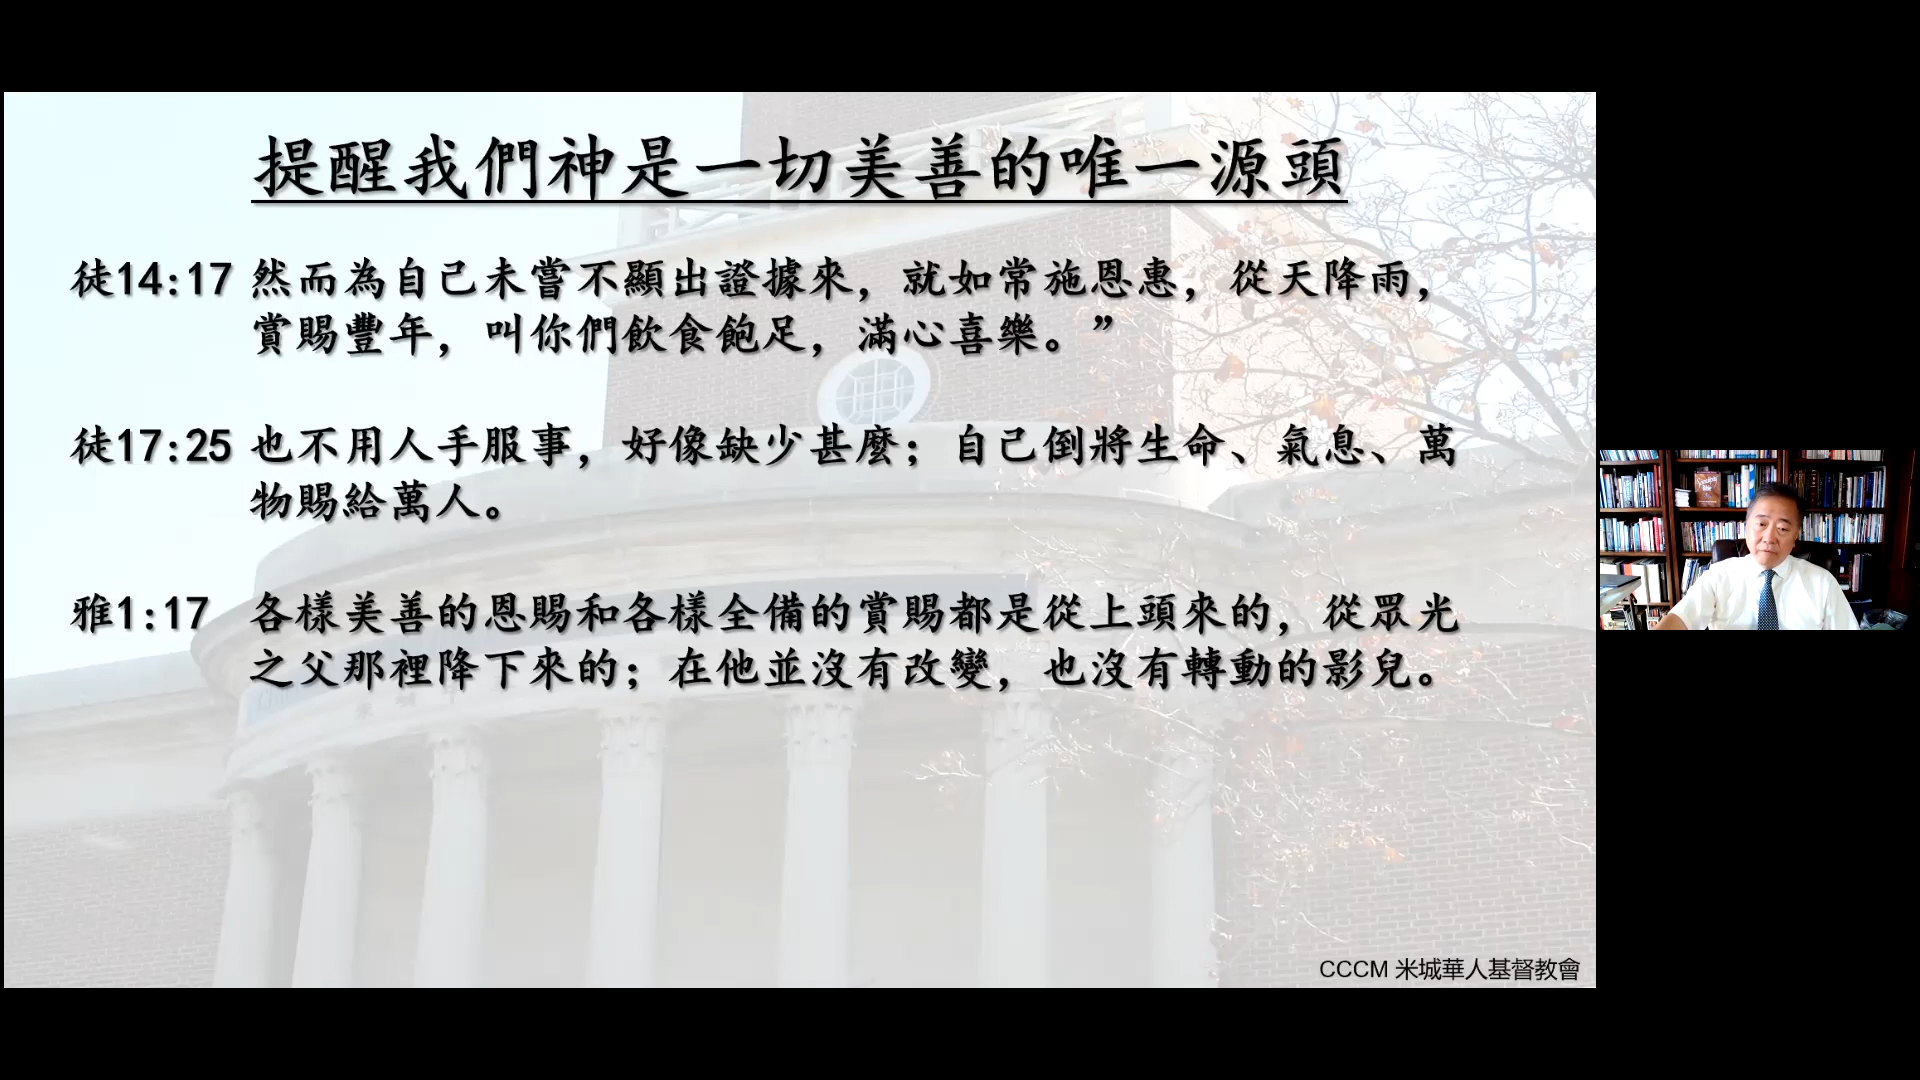 提醒我們神是一切美善的唯一源頭
徒14:17 然而為自己未嘗不顯出證據來，就如常施恩惠，從天降雨，
賞賜豐年，叫你們飲食飽足，滿心喜樂。”
徒17:25 也不用人手服事，好像缺少甚麼；自己倒將生命、氣息、萬
物賜給萬人。
雅1:17 各樣美善的恩賜和各樣全備的賞賜都是從上頭來的，從眾光
之父那裡降下來的；在他並沒有改變，也沒有轉動的影兒。
CCCM 米城華人基督教會